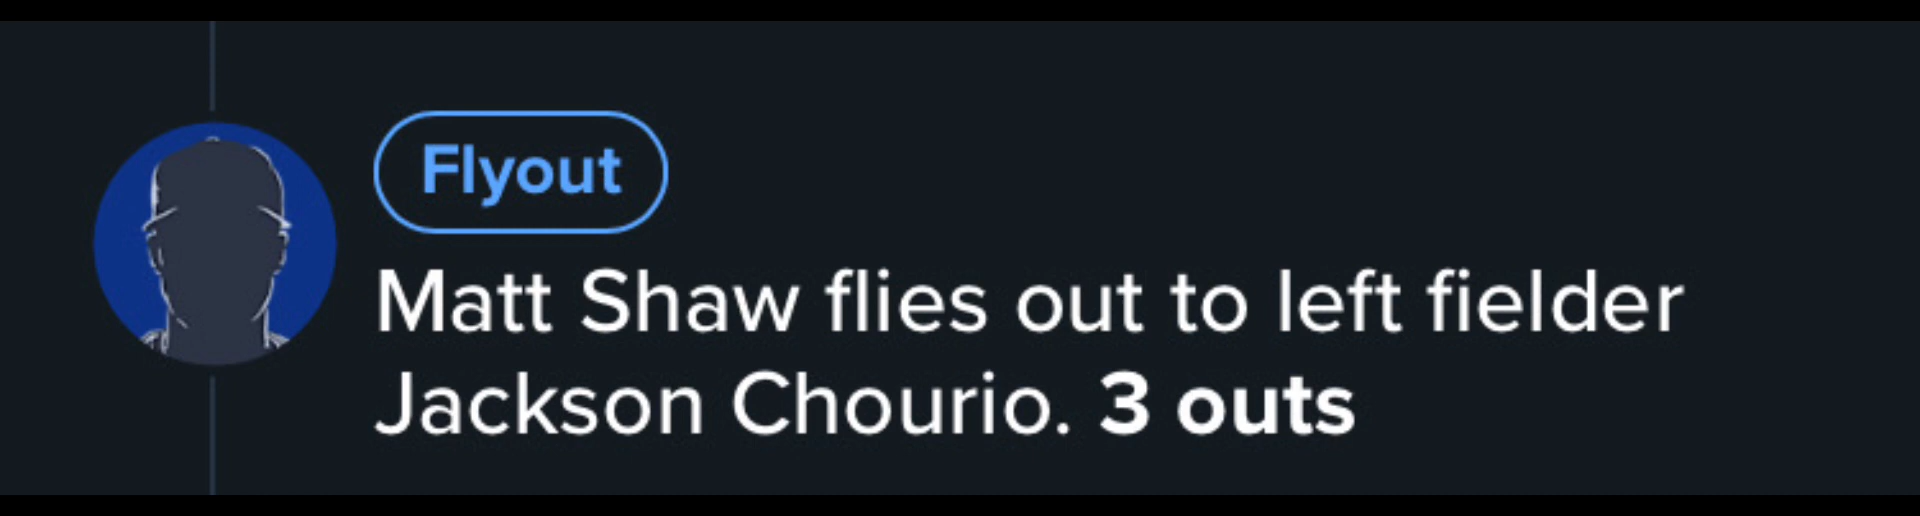 Flyout
Matt Shaw flies out to left fielder
Jackson Chourio. 3 outs